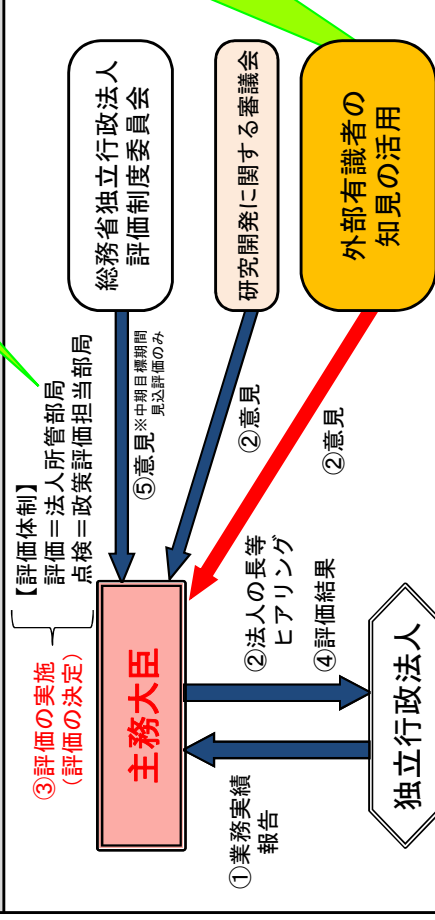 ③評価の実施
(評価の決定)
【評価体制】
評価=法人所管部局
点検=政策評価担当部局
主務大臣
①業務実績
報告
②法人の長等
ヒアリング
④評価結果
独立行政法人
⑤意見※中期目標期間
見込評価のみ
②意見
②意見
総務省独立行政法人
評価制度委員会
研究開発に関する審議会
外部有識者の
知見の活用